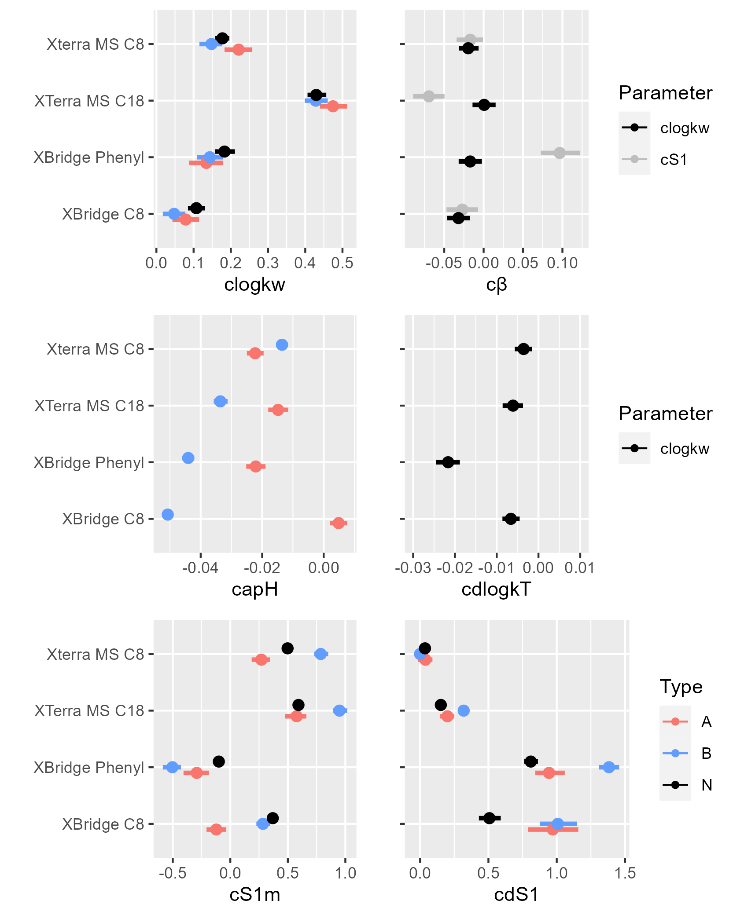 Xterra MS C8
XTerra MS C18
XBridge Phenyl
XBridge C8
0.0 0.1 0.2 0.3 0.4 0.5
clogkw
-0.05 0.00 0.05 0.10
cβ
Parameter
clogkw
cS1
Xterra MS C8
XTerra MS C18
XBridge Phenyl
XBridge C8
-0.04 -0.02 0.00
capH
-0.03 -0.02 -0.01 0.00 0.01
cdlogkT
Parameter
clogkw
Xterra MS C8
XTerra MS C18
XBridge Phenyl
XBridge C8
-0.5 0.0 0.5 1.0
cS1m
0.0 0.5 1.0 1.5
cdS1
Type
A
B
N